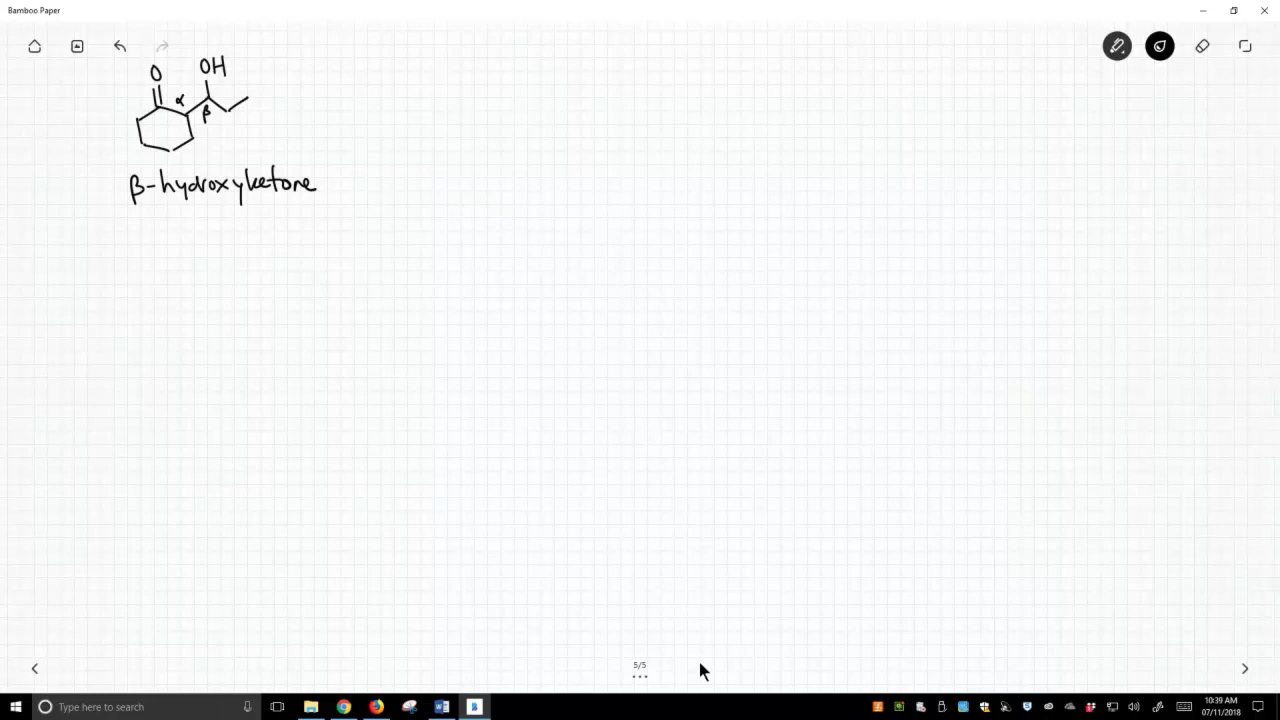 Bamboo Paper
O
OH
α
β
β-hydroxyketone
5/5
Type here to search
10:39 AM
07/11/2018